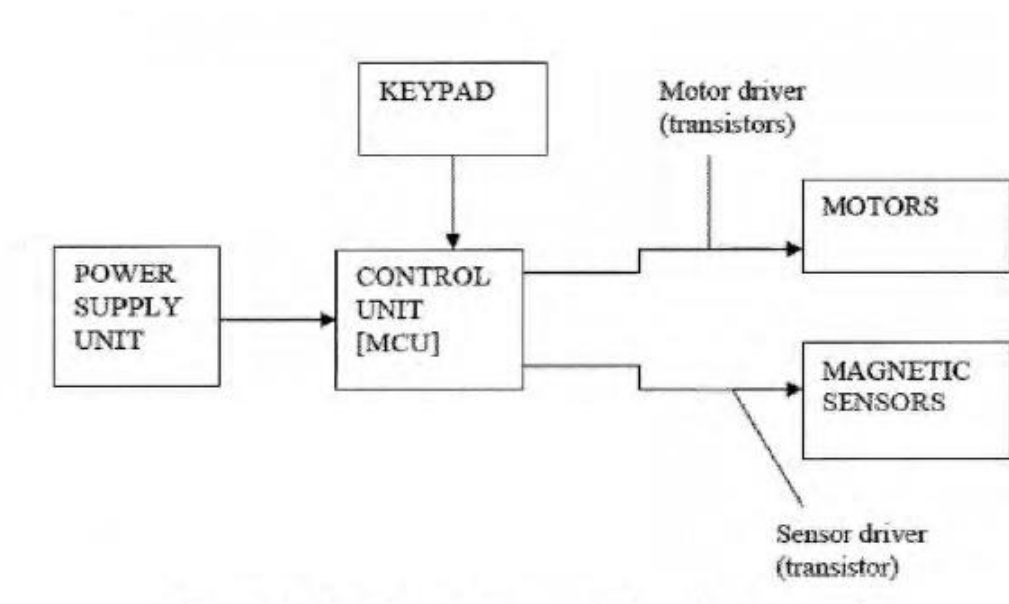 KEYPAD
Motor driver
(transistors)
MOTORS
POWER
SUPPLY
UNIT
CONTROL
UNIT
[MCU]
MAGNETIC
SENSORS
Sensor driver
(transistor)